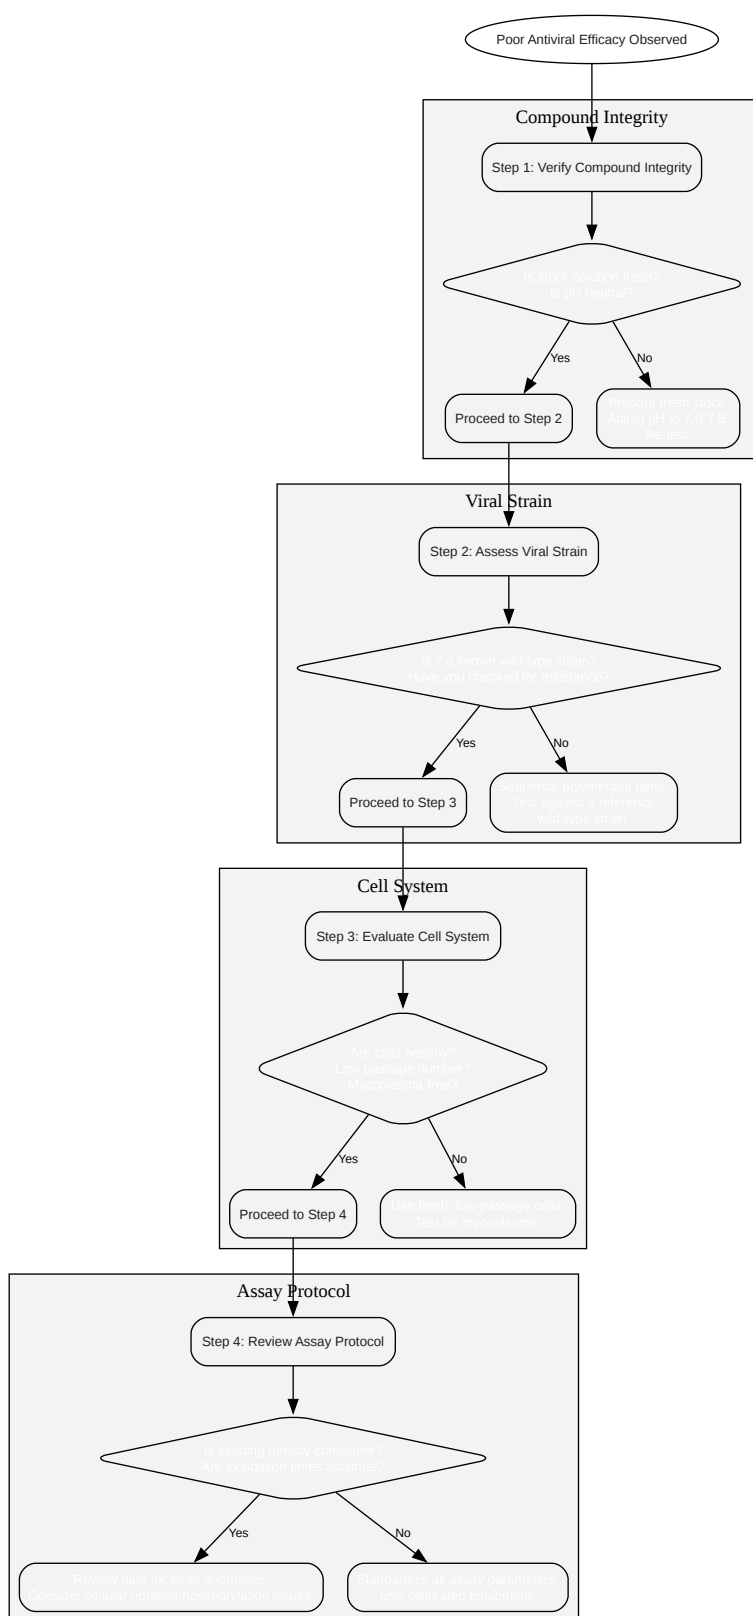 Poor Antiviral Efficacy Observed
Compound Integrity
Step 1: Verify Compound Integrity
Is stock solution fresh?
Is pH neutral?
Yes
No
Proceed to Step 2
Prepare fresh stock.
Adjust pH to 7.0-7.8.
Re-test.
Viral Strain
Step 2: Assess Viral Strain
Is it a known wild-type strain?
Have you checked for resistance?
Yes
No
Proceed to Step 3
Sequence polymerase gene.
Test against a reference
wild-type strain.
Cell System
Step 3: Evaluate Cell System
Are cells healthy?
Low passage number?
Mycoplasma-free?
Yes
No
Proceed to Step 4
Use fresh, low-passage cells.
Test for mycoplasma.
Assay Protocol
Step 4: Review Assay Protocol
Is seeding density consistent?
Are incubation times accurate?
Yes
No
Review data for other anomalies.
Consider cellular uptake/phosphorylation issues.
Standardize all assay parameters.
Use calibrated equipment.